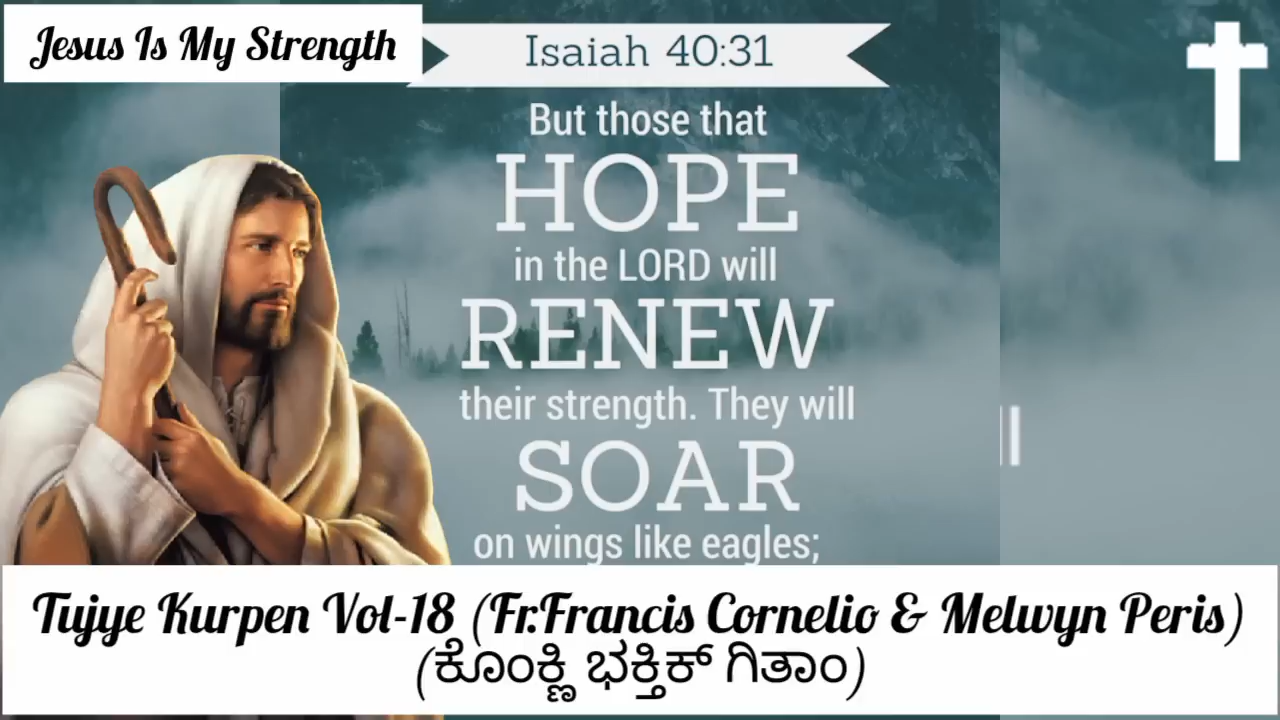 Jesus Is My Strength
Isaiah 40:31
But those that
HOPE
in the LORD will
RENEW
their strength. They will
SOAR
on wings like eagles;
Tujye Kurpen Vol-18 (Fr.Francis Cornelio & Melwyn Peris)
(ಕೊಂಕ್ಣಿ ಭಕ್ತಿಕ್ ಗಿತಾಂ)